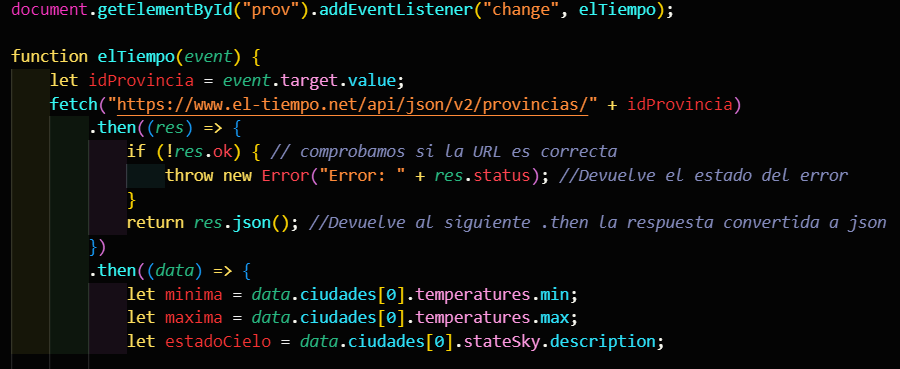 document.getElementById("prov").addEventListener("change", elTiempo);
function elTiempo(event) {
let idProvincia = event.target.value;
fetch("https://www.el-tiempo.net/api/json/v2/provincias/" + idProvincia)
.then((res) => {
if (!res.ok) { // comprobamos si la URL es correcta
throw new Error("Error: " + res.status); //Devuelve el estado del error
}
return res.json(); //Devuelve al siguiente .then la respuesta convertida a json
})
.then((data) => {
let minima = data.ciudades[0].temperatures.min;
let maxima = data.ciudades[0].temperatures.max;
let estadoCielo = data.ciudades[0].stateSky.description;